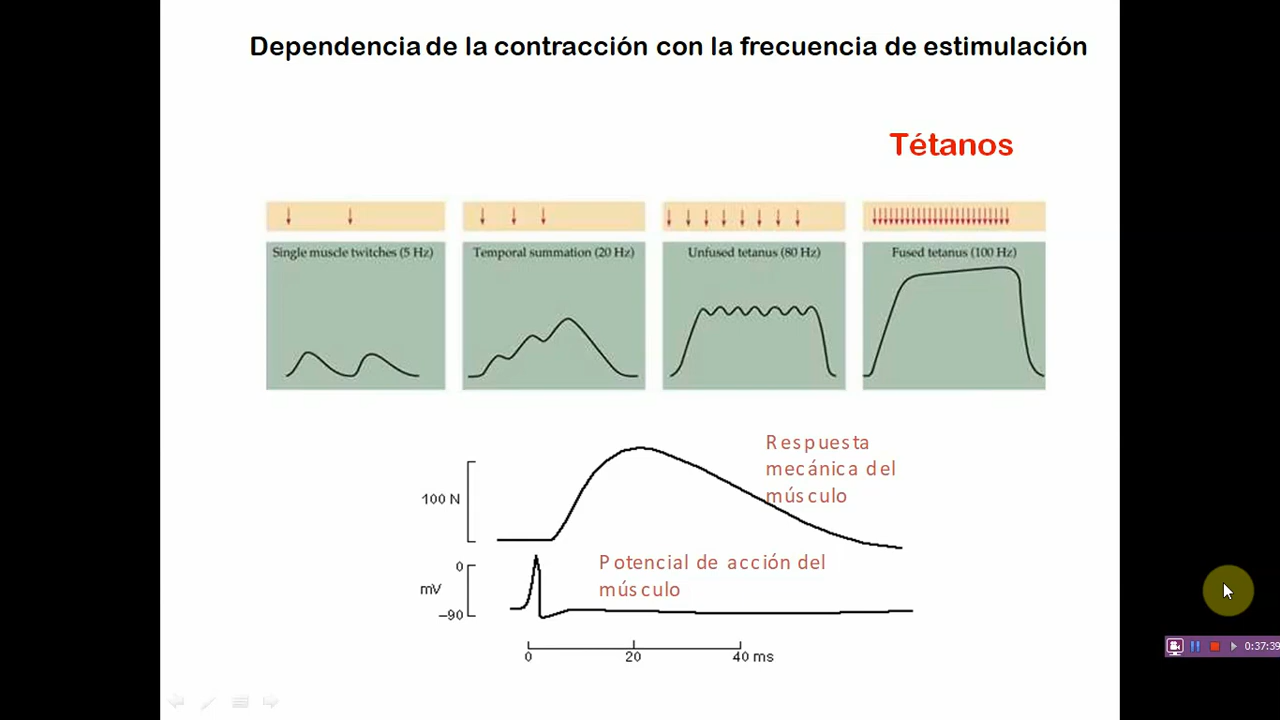 Dependencia de la contracción con la frecuencia de estimulación
Tétanos
Single muscle twitches (5 Hz)
Temporal summation (20 Hz)
Unfused tetanus (80 Hz)
Fused tetanus (100 Hz)
Respuesta
mecánica del
músculo
100 N
Potencial de acción del
músculo
0
mV
–90
0 20 40 ms
0:37:39